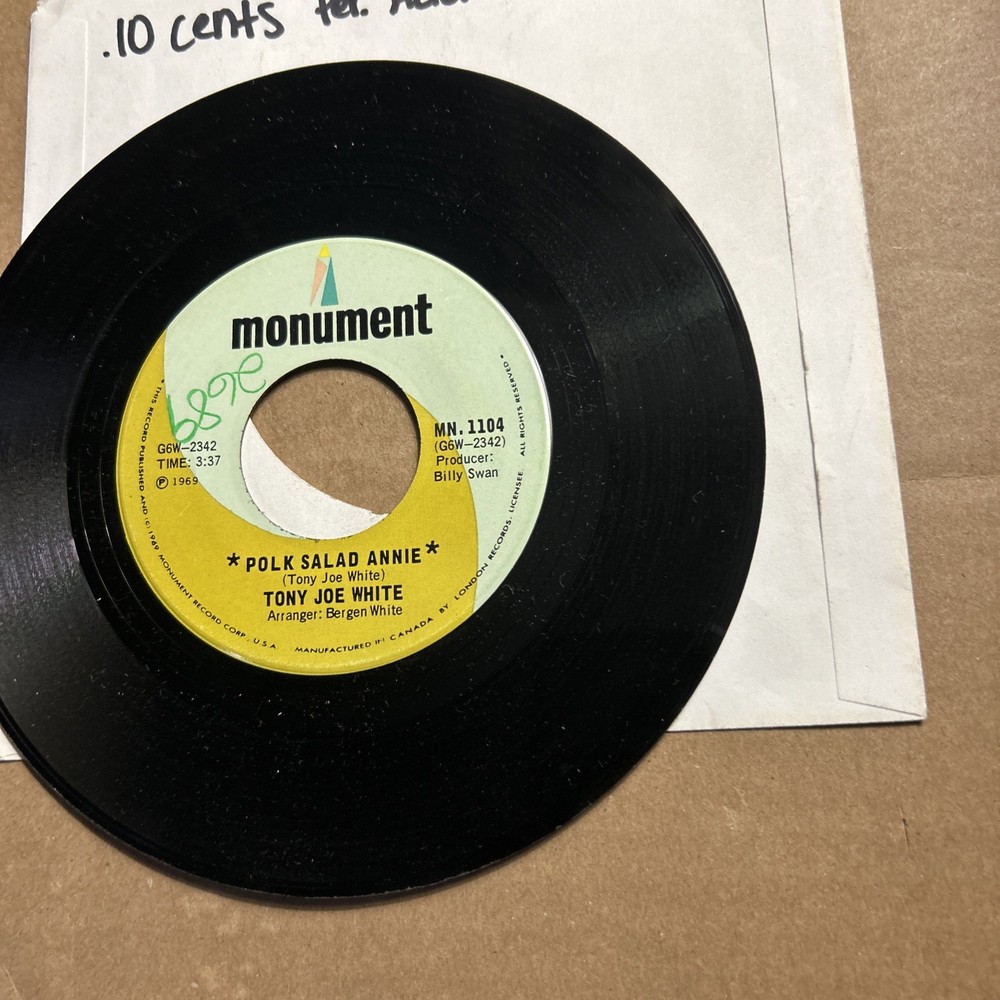 .10 cents
monument
2689
G6W-2342
TIME: 3:37
℗ 1969
MN. 1104
(G6W-2342)
Producer:
Billy Swan
*POLK SALAD ANNIE*
(Tony Joe White)
TONY JOE WHITE
Arranger: Bergen White
• THIS RECORD PUBLISHED AND (C) 1969 MONUMENT RECORD CORP., U.S.A. MANUFACTURED IN CANADA BY LONDON RECORDS, LICENSEE. ALL RIGHTS RESERVED •